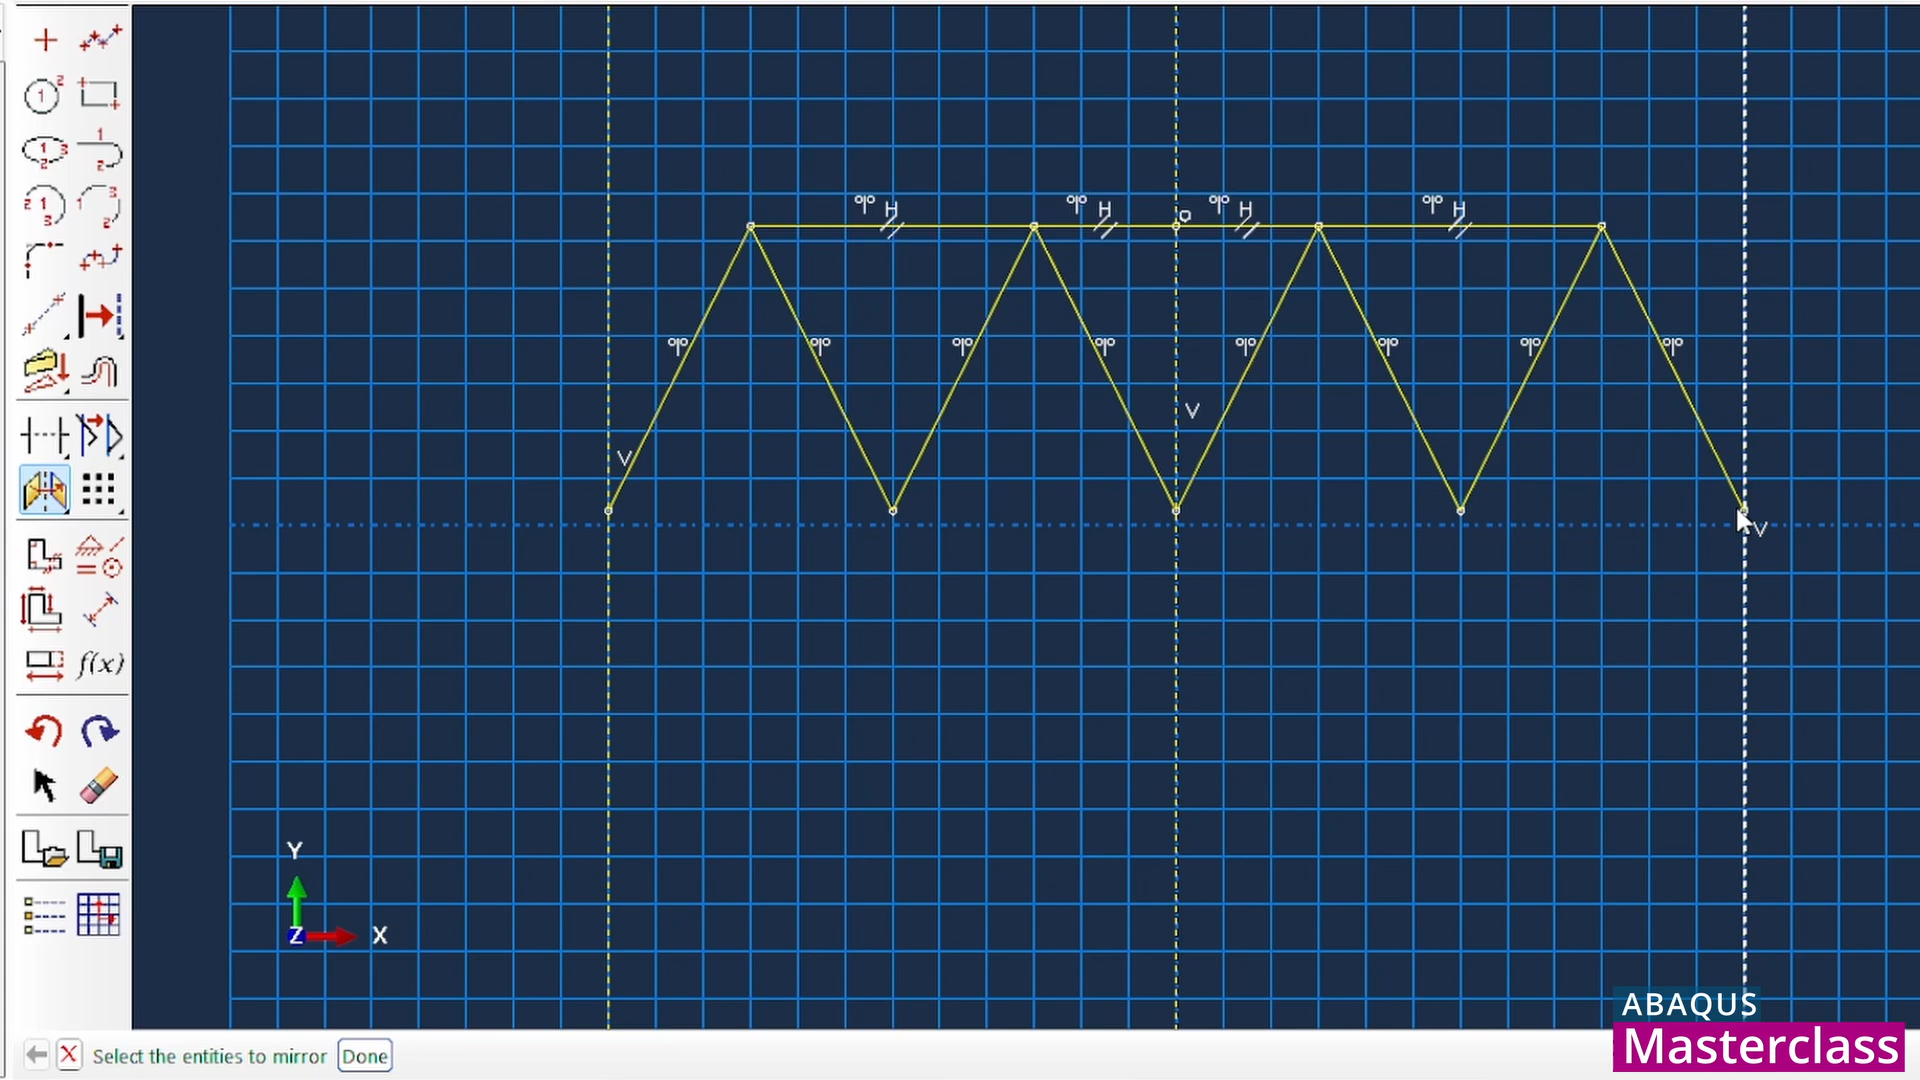 H H H H
V
V
V
f(x)
Y
Z X
Select the entities to mirror Done
ABAQUS
Masterclass